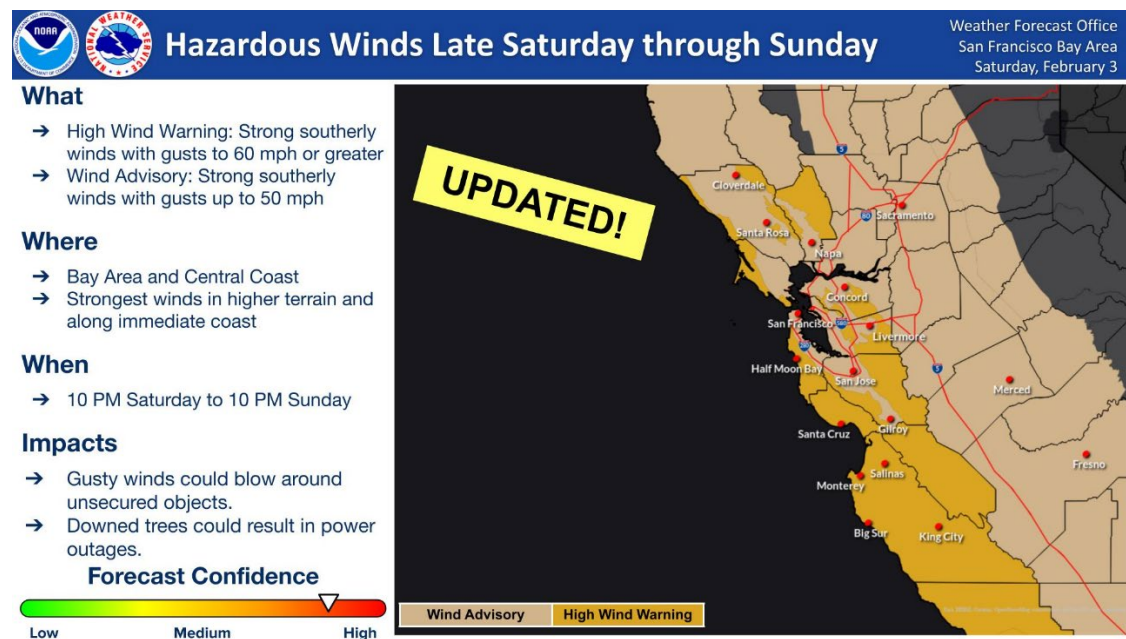 NOAA
Hazardous Winds Late Saturday through Sunday
Weather Forecast Office
San Francisco Bay Area
Saturday, February 3
What
➔ High Wind Warning: Strong southerly
winds with gusts to 60 mph or greater
➔ Wind Advisory: Strong southerly
winds with gusts up to 50 mph
Where
➔ Bay Area and Central Coast
➔ Strongest winds in higher terrain and
along immediate coast
When
➔ 10 PM Saturday to 10 PM Sunday
Impacts
➔ Gusty winds could blow around
unsecured objects.
➔ Downed trees could result in power
outages.
Forecast Confidence
Low Medium High
UPDATED!
5
Cloverdale
Sacramento
80
Santa Rosa
Napa
Concord
San Francisco
Livermore
Half Moon Bay
San Jose
5
Merced
Santa Cruz
Gilroy
Fresno
Salinas
Monterey
Big Sur
King City
Wind Advisory High Wind Warning